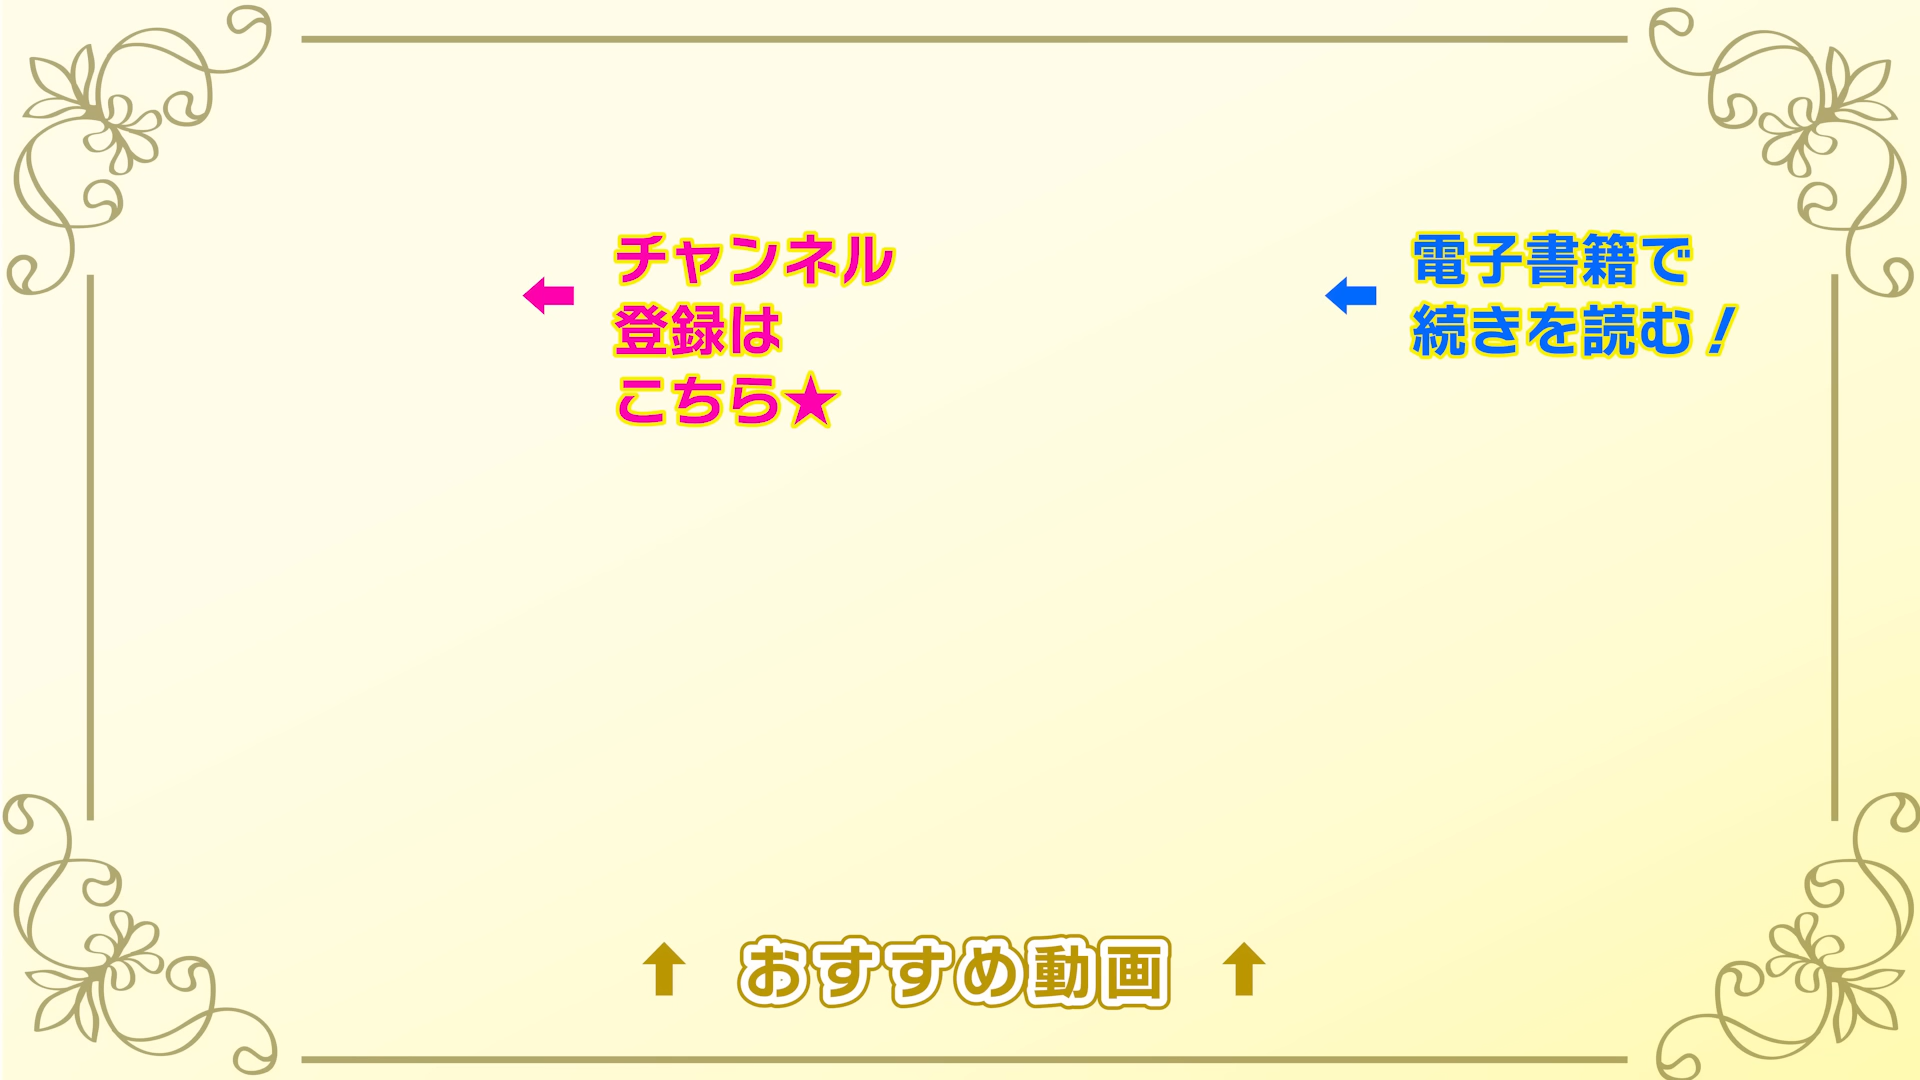 チャンネル
登録は
こちら★
電子書籍で
続きを読む！
おすすめ動画